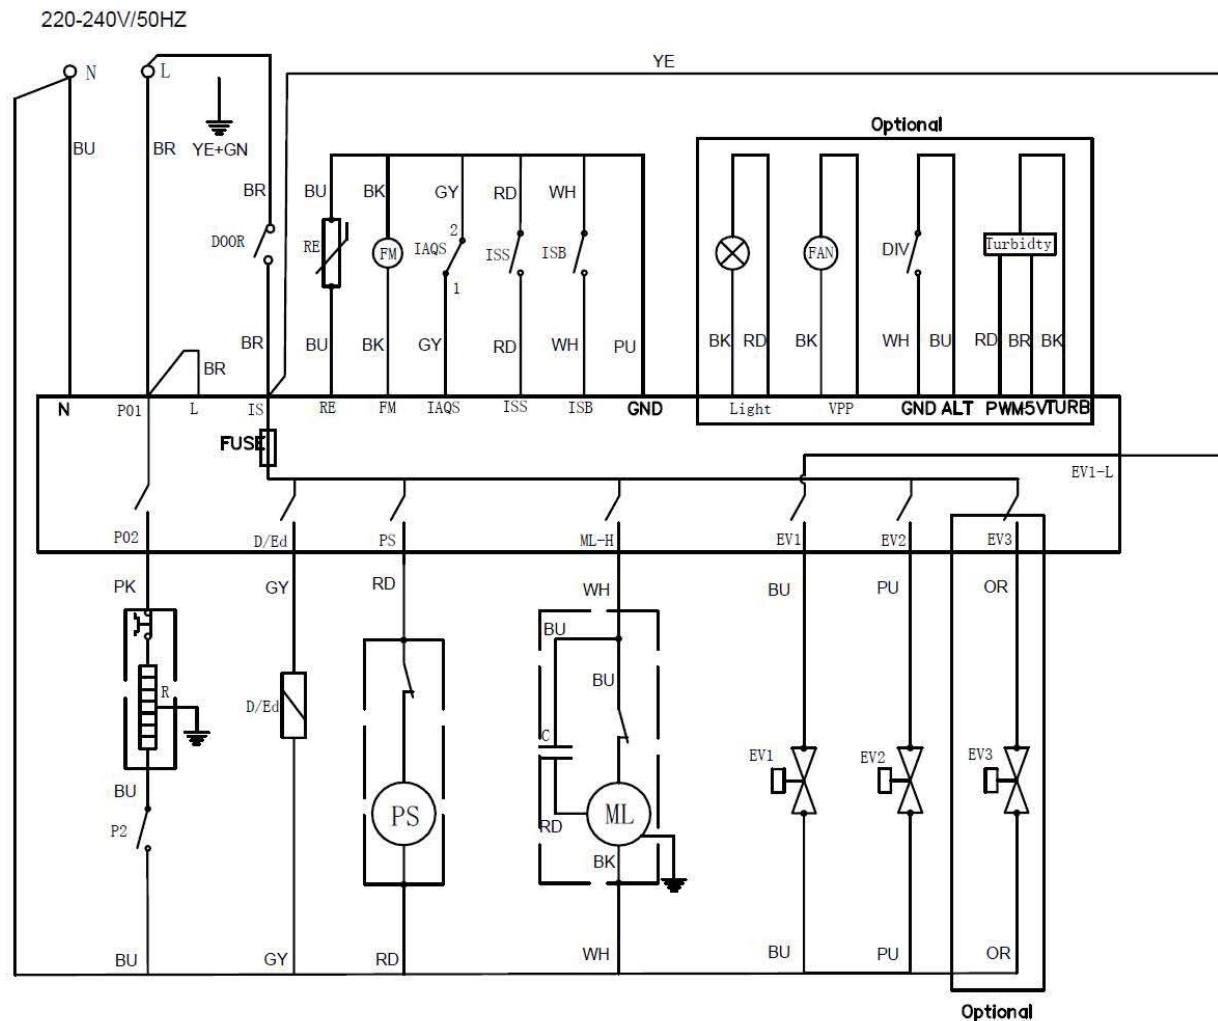 220-240V/50HZ
N
L
YE
Optional
BU
BR
YE+GN
BR
BU
BK
GY
RD
WH
DOOR
RE
FM
IAQS
2
1
ISS
ISB
FAN
DIV
Turbidty
BR
BU
BK
GY
RD
WH
PU
BK
RD
BK
WH
BU
RD
BR
BK
BR
N
P01
L
IS
RE
FM
IAQS
ISS
ISB
GND
Light
VPP
GND
ALT
PWM
5V
TURB
FUSE
EV1-L
P02
D/Ed
PS
ML-H
EV1
EV2
EV3
PK
GY
RD
WH
BU
PU
OR
BU
BU
R
D/Ed
C
EV1
EV2
EV3
BU
PS
ML
RD
P2
BK
BU
GY
RD
WH
BU
PU
OR
Optional